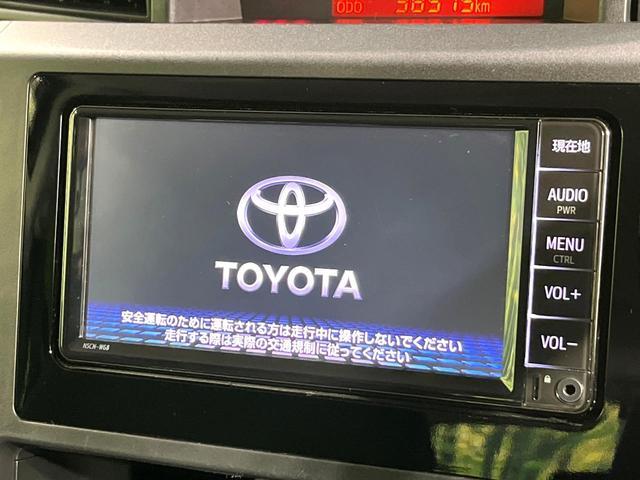 ODO 38513km
TOYOTA
安全運転のために運転される方は走行中に操作しないでください
走行する際は実際の交通規制に従ってください
NSCN-W68
現在地
AUDIO
PWR
MENU
CTRL
VOL+
VOL−